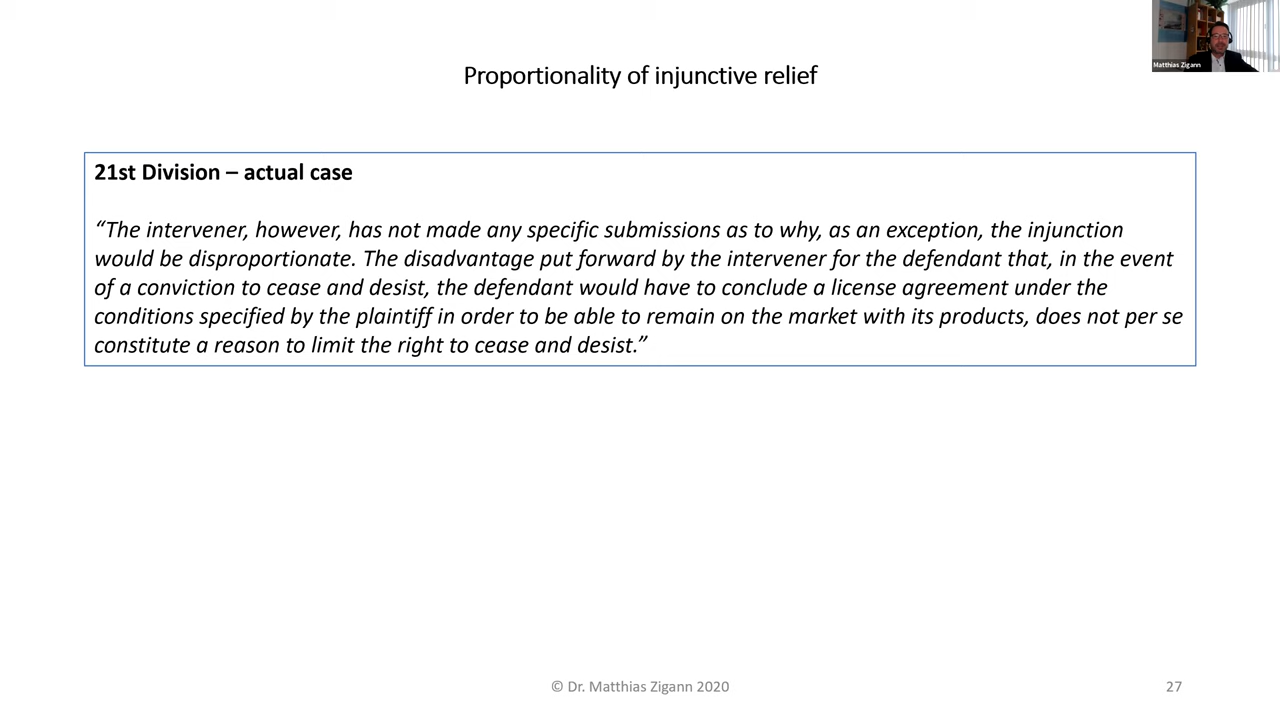 Matthias Zigann
Proportionality of injunctive relief
21st Division – actual case
“The intervener, however, has not made any specific submissions as to why, as an exception, the injunction
would be disproportionate. The disadvantage put forward by the intervener for the defendant that, in the event
of a conviction to cease and desist, the defendant would have to conclude a license agreement under the
conditions specified by the plaintiff in order to be able to remain on the market with its products, does not per se
constitute a reason to limit the right to cease and desist.”
© Dr. Matthias Zigann 2020
27